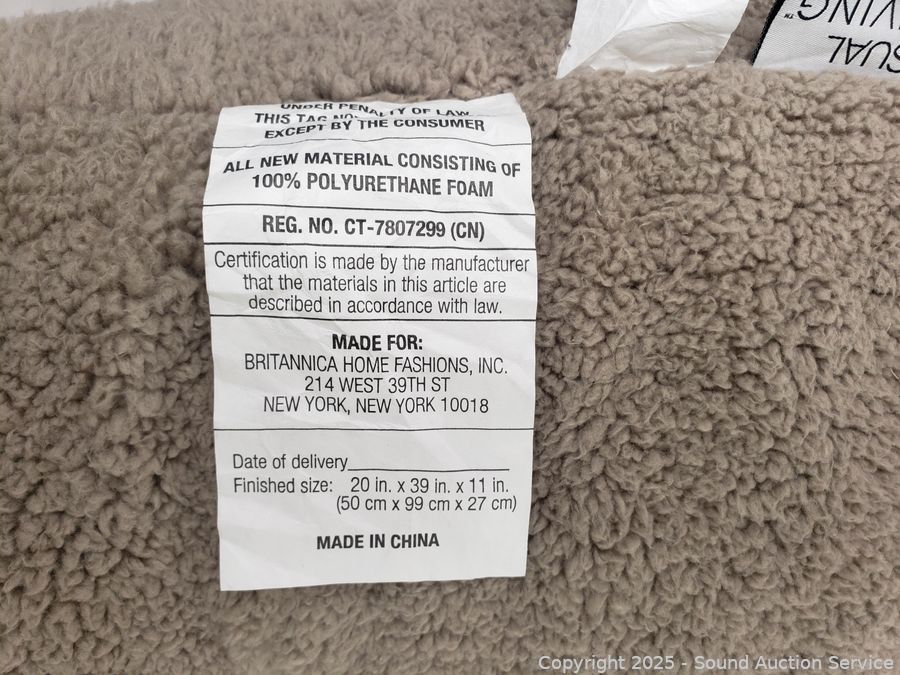 UNDER PENALTY OF LAW
THIS TAG NO
EXCEPT BY THE CONSUMER
ALL NEW MATERIAL CONSISTING OF
100% POLYURETHANE FOAM
REG. NO. CT-7807299 (CN)
Certification is made by the manufacturer
that the materials in this article are
described in accordance with law.
MADE FOR:
BRITANNICA HOME FASHIONS, INC.
214 WEST 39TH ST
NEW YORK, NEW YORK 10018
Date of delivery
Finished size: 20 in. x 39 in. x 11 in.
(50 cm x 99 cm x 27 cm)
MADE IN CHINA
SUAL
VING™
Copyright 2025 - Sound Auction Service